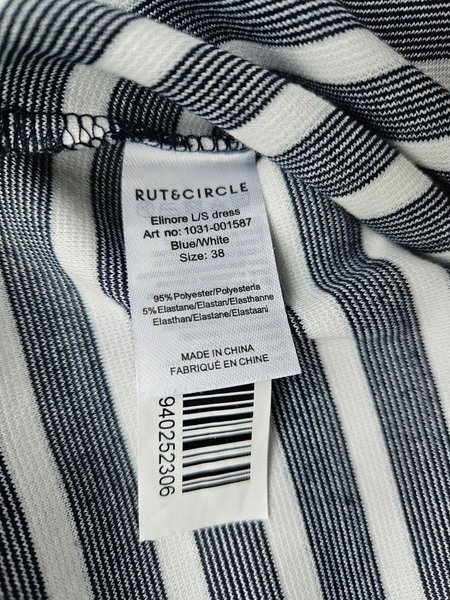 RUT&CIRCLE
Elinore L/S dress
Art no: 1031-001587
Blue/White
Size: 38
95% Polyester/Polyesteria
5% Elastane/Elastan/Elasthanne
Elasthan/Elastane/Elastaani
MADE IN CHINA
FABRIQUÉ EN CHINE
940252306